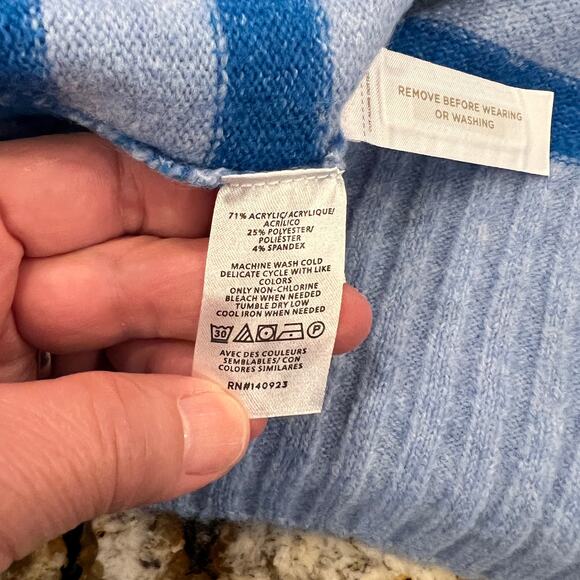 REMOVE BEFORE WEARING
OR WASHING
71% ACRYLIC/ACRYLIQUE/
ACRÍLICO
25% POLYESTER/
POLIÉSTER
4% SPANDEX
MACHINE WASH COLD
DELICATE CYCLE WITH LIKE
COLORS
ONLY NON-CHLORINE
BLEACH WHEN NEEDED
TUMBLE DRY LOW
COOL IRON WHEN NEEDED
30 P
AVEC DES COULEURS
SEMBLABLES/ CON
COLORES SIMILARES
RN#140923